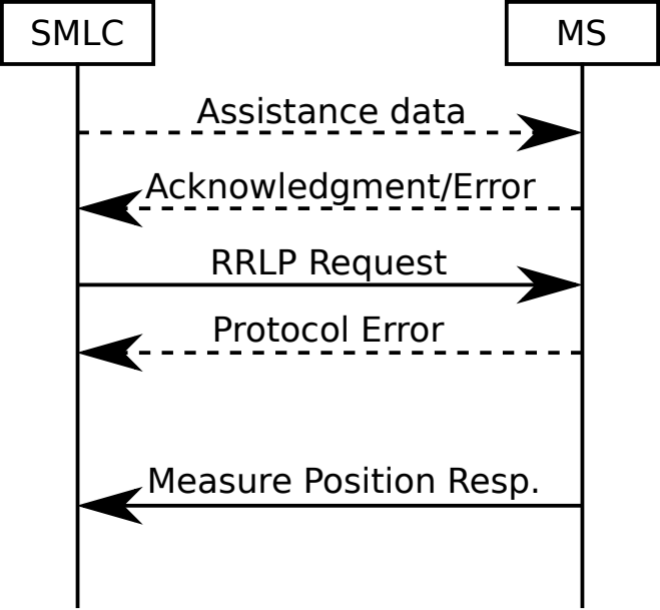 SMLC
MS
Assistance data
Acknowledgment/Error
RRLP Request
Protocol Error
Measure Position Resp.